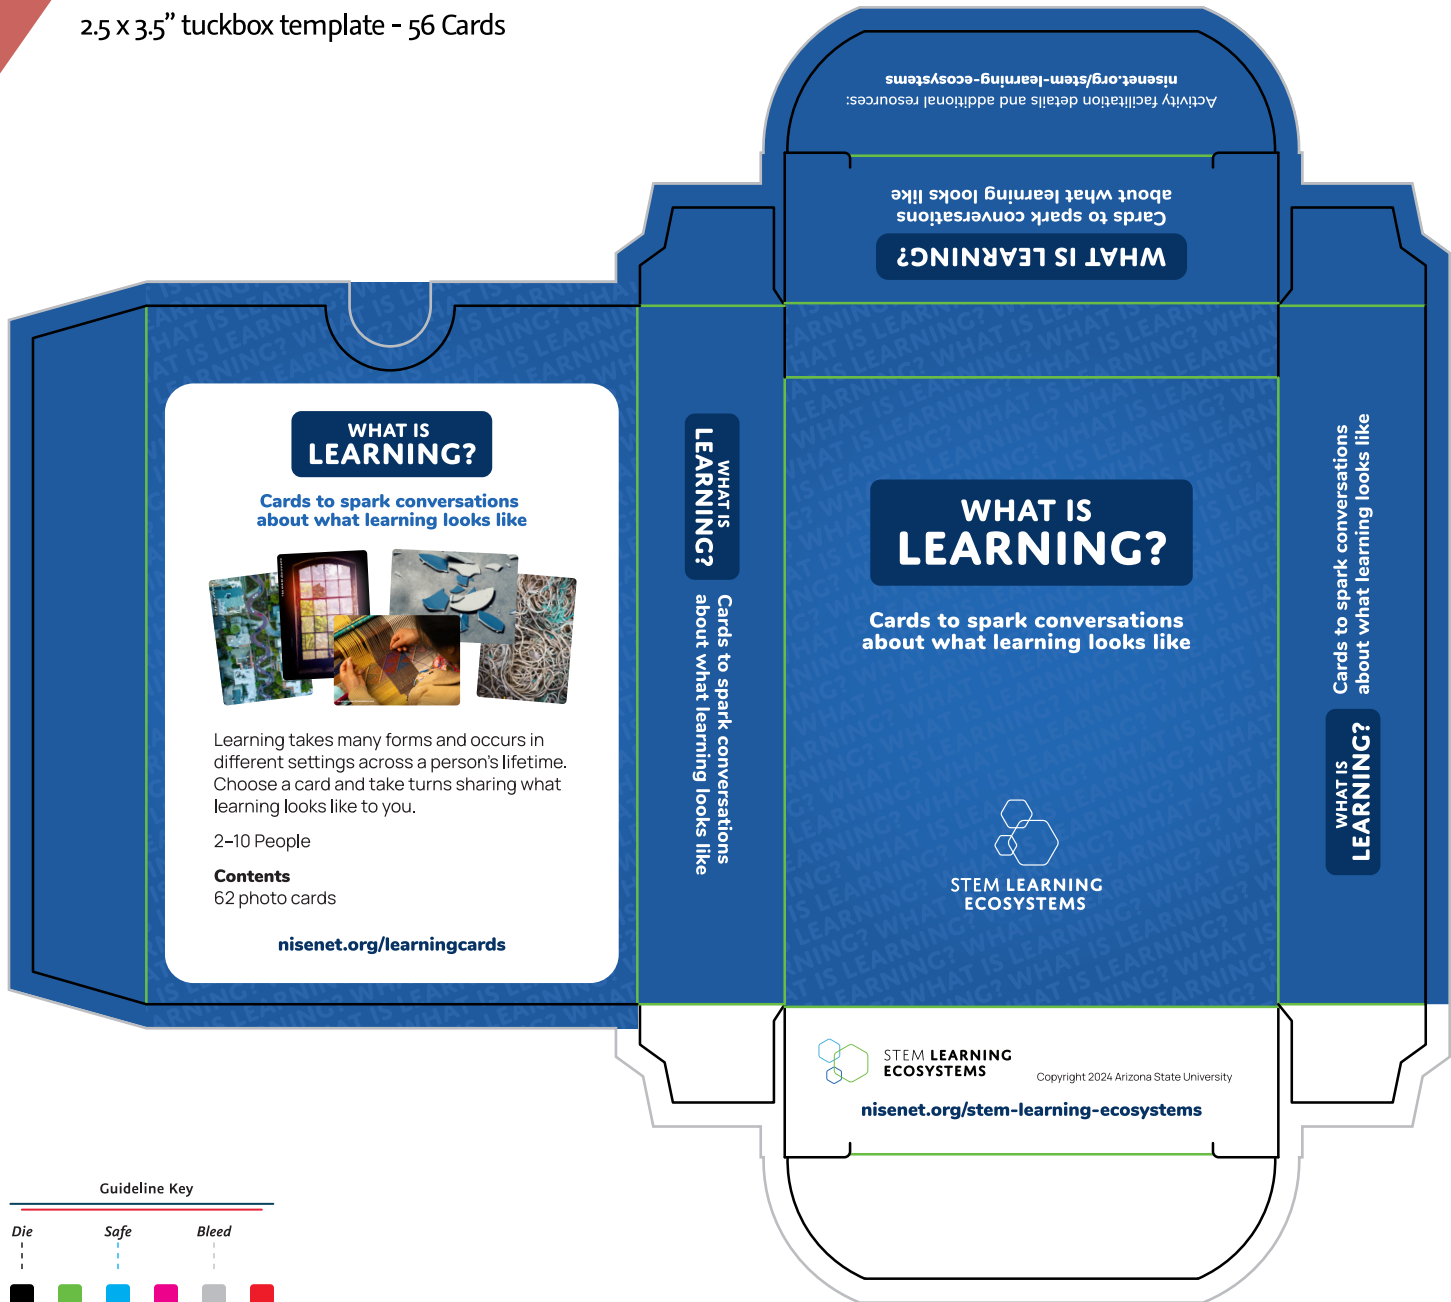 2.5 x 3.5” tuckbox template - 56 Cards
Activity facilitation details and additional resources:
nisenet.org/stem-learning-ecosystems
WHAT IS LEARNING?
Cards to spark conversations
about what learning looks like
WHAT IS
LEARNING?
Cards to spark conversations
about what learning looks like
Learning takes many forms and occurs in
different settings across a person’s lifetime.
Choose a card and take turns sharing what
learning looks like to you.
2–10 People
Contents
62 photo cards
nisenet.org/learningcards
WHAT IS
LEARNING?
Cards to spark conversations
about what learning looks like
WHAT IS
LEARNING?
Cards to spark conversations
about what learning looks like
STEM LEARNING
ECOSYSTEMS
WHAT IS
LEARNING?
Cards to spark conversations
about what learning looks like
STEM LEARNING
ECOSYSTEMS
Copyright 2024 Arizona State University
nisenet.org/stem-learning-ecosystems
Guideline Key
Die
Safe
Bleed